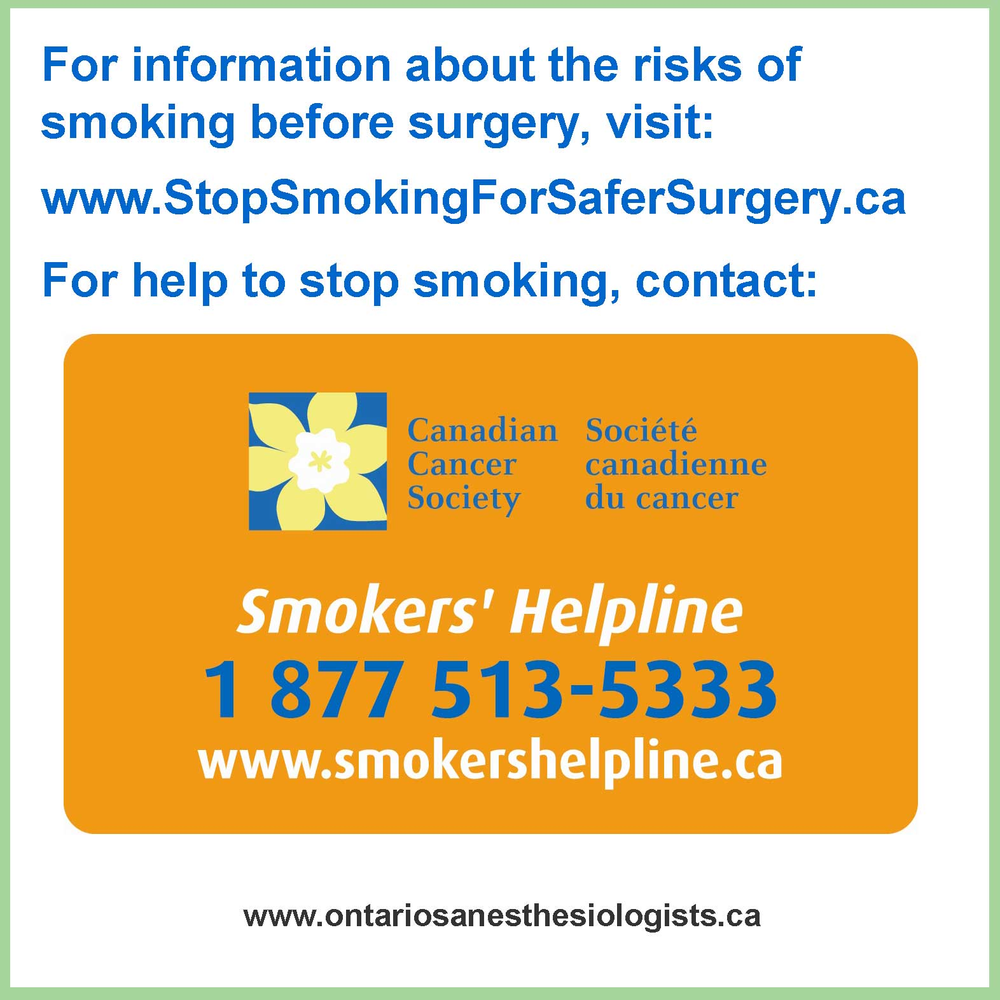 For information about the risks of
smoking before surgery, visit:
www.StopSmokingForSaferSurgery.ca
For help to stop smoking, contact:
Canadian
Cancer
Society
Société
canadienne
du cancer
Smokers' Helpline
1 877 513-5333
www.smokershelpline.ca
www.ontariosanesthesiologists.ca